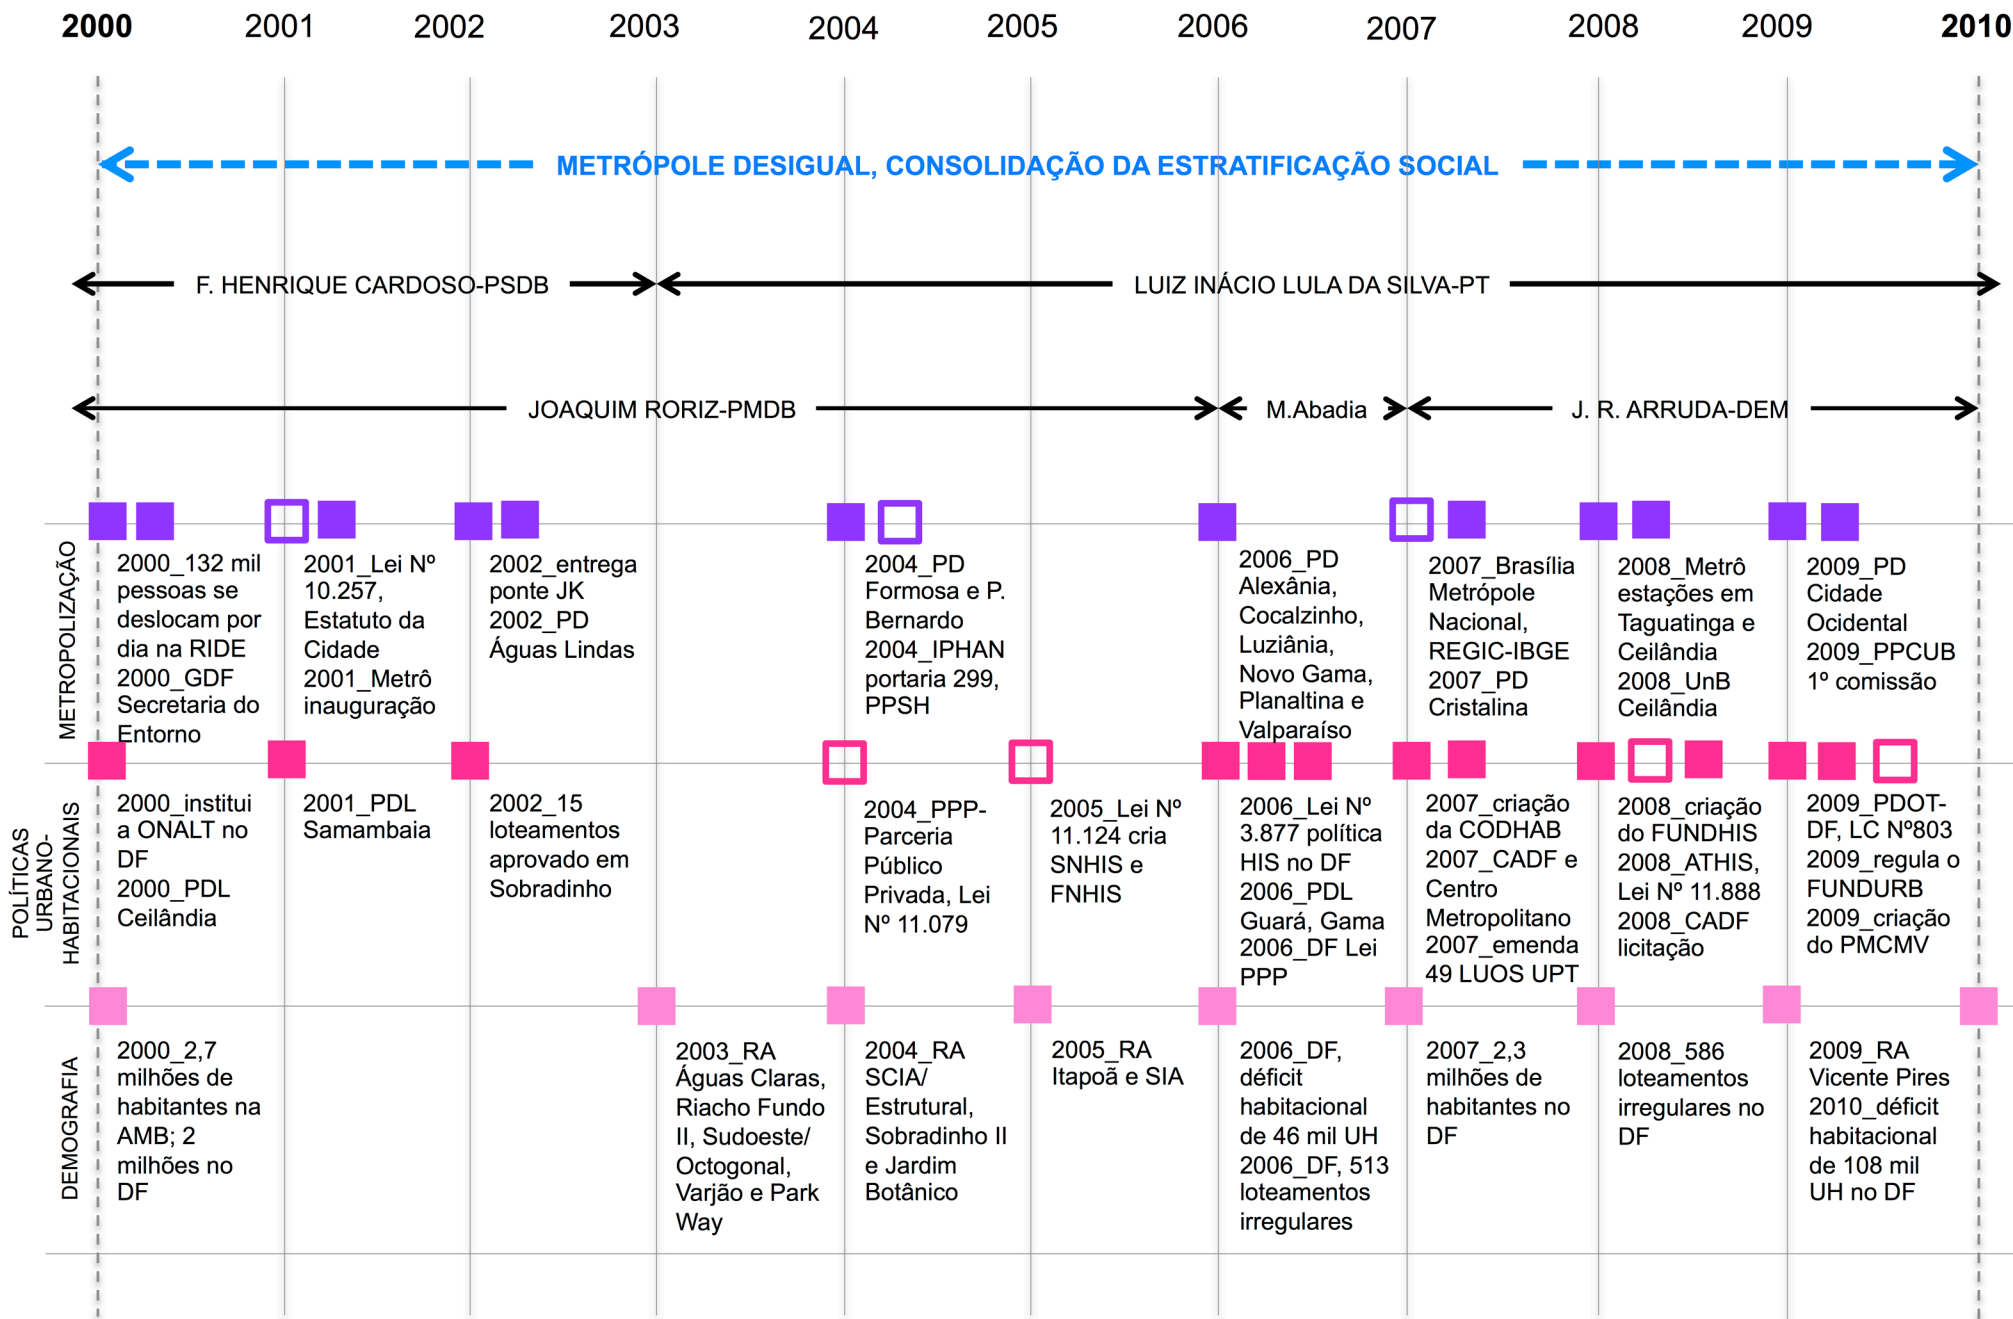 2000 2001 2002 2003 2004 2005 2006 2007 2008 2009 2010
METRÓPOLE DESIGUAL, CONSOLIDAÇÃO DA ESTRATIFICAÇÃO SOCIAL
F. HENRIQUE CARDOSO-PSDB
LUIZ INÁCIO LULA DA SILVA-PT
JOAQUIM RORIZ-PMDB
M.Abadia
J. R. ARRUDA-DEM
METROPOLIZAÇÃO
2000_132 mil
pessoas se
deslocam por
dia na RIDE
2000_GDF
Secretaria do
Entorno
2001_Lei Nº
10.257,
Estatuto da
Cidade
2001_Metrô
inauguração
2002_entrega
ponte JK
2002_PD
Águas Lindas
2004_PD
Formosa e P.
Bernardo
2004_IPHAN
portaria 299,
PPSH
2006_PD
Alexânia,
Cocalzinho,
Luziânia,
Novo Gama,
Planaltina e
Valparaíso
2007_Brasília
Metrópole
Nacional,
REGIC-IBGE
2007_PD
Cristalina
2008_Metrô
estações em
Taguatinga e
Ceilândia
2008_UnB
Ceilândia
2009_PD
Cidade
Ocidental
2009_PPCUB
1º comissão
POLÍTICAS
URBANO-
HABITACIONAIS
2000_institui
a ONALT no
DF
2000_PDL
Ceilândia
2001_PDL
Samambaia
2002_15
loteamentos
aprovado em
Sobradinho
2004_PPP-
Parceria
Público
Privada, Lei
Nº 11.079
2005_Lei Nº
11.124 cria
SNHIS e
FNHIS
2006_Lei Nº
3.877 política
HIS no DF
2006_PDL
Guará, Gama
2006_DF Lei
PPP
2007_criação
da CODHAB
2007_CADF e
Centro
Metropolitano
2007_emenda
49 LUOS UPT
2008_criação
do FUNDHIS
2008_ATHIS,
Lei Nº 11.888
2008_CADF
licitação
2009_PDOT-
DF, LC Nº803
2009_regula o
FUNDURB
2009_criação
do PMCMV
DEMOGRAFIA
2000_2,7
milhões de
habitantes na
AMB; 2
milhões no
DF
2003_RA
Águas Claras,
Riacho Fundo
II, Sudoeste/
Octogonal,
Varjão e Park
Way
2004_RA
SCIA/
Estrutural,
Sobradinho II
e Jardim
Botânico
2005_RA
Itapoã e SIA
2006_DF,
déficit
habitacional
de 46 mil UH
2006_DF, 513
loteamentos
irregulares
2007_2,3
milhões de
habitantes no
DF
2008_586
loteamentos
irregulares no
DF
2009_RA
Vicente Pires
2010_déficit
habitacional
de 108 mil
UH no DF